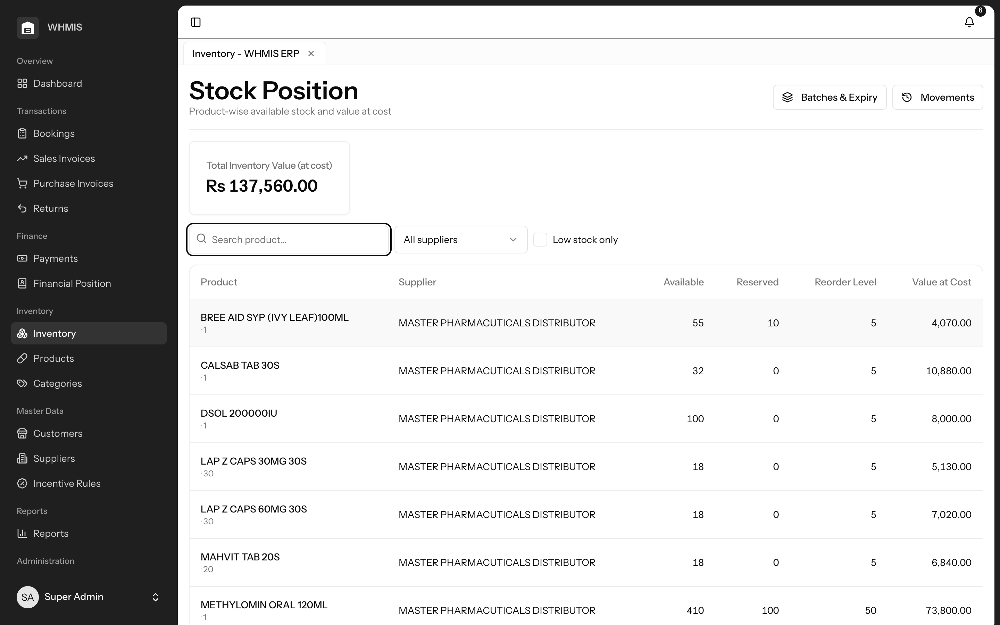 WHMIS
Overview
Dashboard
Transactions
Bookings
Sales Invoices
Purchase Invoices
Returns
Finance
Payments
Financial Position
Inventory
Inventory
Products
Categories
Master Data
Customers
Suppliers
Incentive Rules
Reports
Reports
Administration
SA Super Admin
6
Inventory - WHMIS ERP
Stock Position
Product-wise available stock and value at cost
Batches & Expiry
Movements
Total Inventory Value (at cost)
Rs 137,560.00
Search product...
All suppliers
Low stock only
Product Supplier Available Reserved Reorder Level Value at Cost
BREE AID SYP (IVY LEAF)100ML
· 1
MASTER PHARMACUTICALS DISTRIBUTOR 55 10 5 4,070.00
CALSAB TAB 30S
· 1
MASTER PHARMACUTICALS DISTRIBUTOR 32 0 5 10,880.00
DSOL 200000IU
· 1
MASTER PHARMACUTICALS DISTRIBUTOR 100 0 5 8,000.00
LAP Z CAPS 30MG 30S
· 30
MASTER PHARMACUTICALS DISTRIBUTOR 18 0 5 5,130.00
LAP Z CAPS 60MG 30S
· 30
MASTER PHARMACUTICALS DISTRIBUTOR 18 0 5 7,020.00
MAHVIT TAB 20S
· 20
MASTER PHARMACUTICALS DISTRIBUTOR 18 0 5 6,840.00
METHYLOMIN ORAL 120ML
· 1
MASTER PHARMACUTICALS DISTRIBUTOR 410 100 50 73,800.00